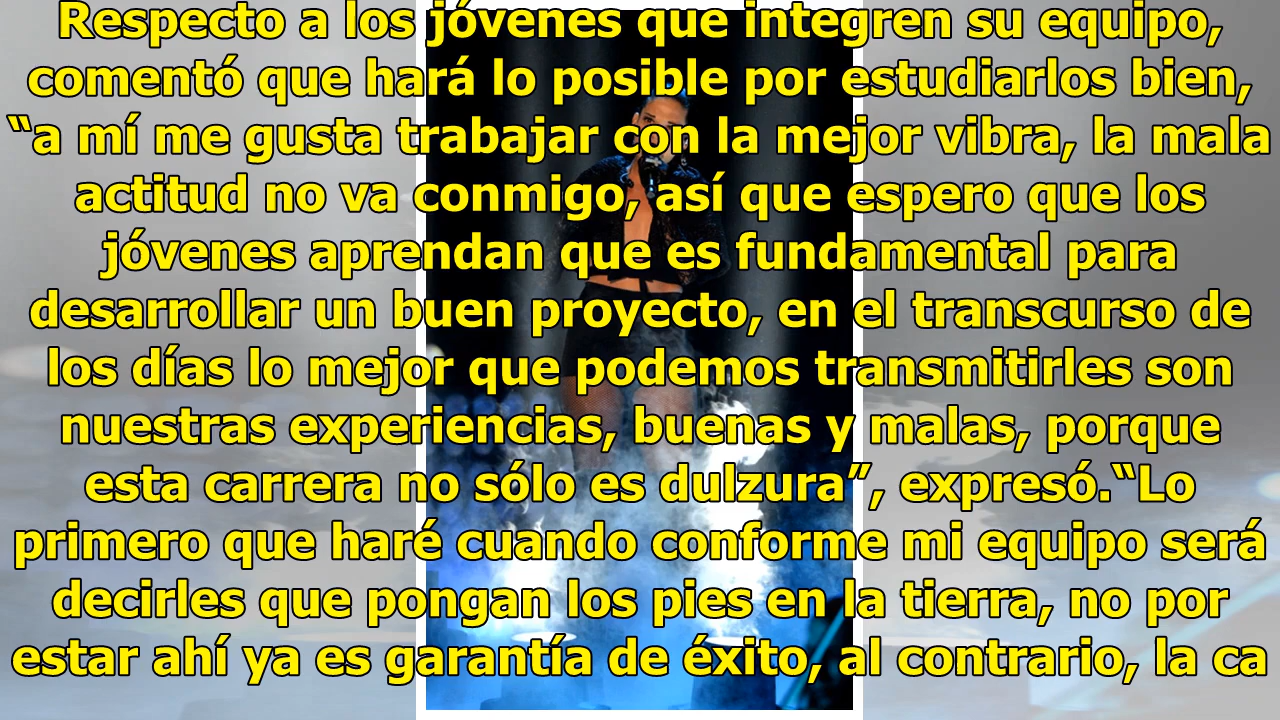 Respecto a los jóvenes que integren su equipo,
comentó que hará lo posible por estudiarlos bien,
“a mí me gusta trabajar con la mejor vibra, la mala
actitud no va conmigo, así que espero que los
jóvenes aprendan que es fundamental para
desarrollar un buen proyecto, en el transcurso de
los días lo mejor que podemos transmitirles son
nuestras experiencias, buenas y malas, porque
esta carrera no sólo es dulzura”, expresó.“Lo
primero que haré cuando conforme mi equipo será
decirles que pongan los pies en la tierra, no por
estar ahí ya es garantía de éxito, al contrario, la ca